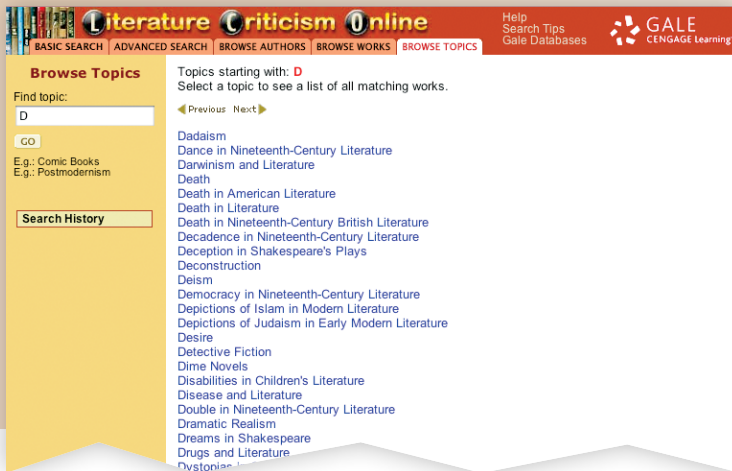 Literature Criticism Online
Help
Search Tips
Gale Databases
GALE
CENGAGE Learning
BASIC SEARCH
ADVANCED SEARCH
BROWSE AUTHORS
BROWSE WORKS
BROWSE TOPICS
Browse Topics
Find topic:
D
GO
E.g.: Comic Books
E.g.: Postmodernism
Search History
Topics starting with: D
Select a topic to see a list of all matching works.
Previous Next
Dadaism
Dance in Nineteenth-Century Literature
Darwinism and Literature
Death
Death in American Literature
Death in Literature
Death in Nineteenth-Century British Literature
Decadence in Nineteenth-Century Literature
Deception in Shakespeare's Plays
Deconstruction
Deism
Democracy in Nineteenth-Century Literature
Depictions of Islam in Modern Literature
Depictions of Judaism in Early Modern Literature
Desire
Detective Fiction
Dime Novels
Disabilities in Children's Literature
Disease and Literature
Double in Nineteenth-Century Literature
Dramatic Realism
Dreams in Shakespeare
Drugs and Literature
Dystopias